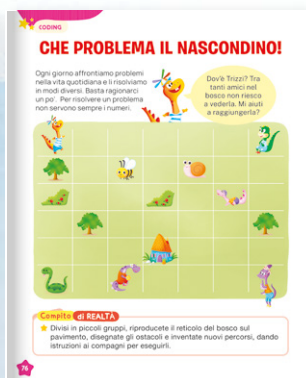 CODING
CHE PROBLEMA IL NASCONDINO!
Ogni giorno affrontiamo problemi
nella vita quotidiana e li risolviamo
in modi diversi. Basta ragionarci
un po'. Per risolvere un problema
non servono sempre i numeri.
Dov'è Trizzi? Tra
tanti amici nel
bosco non riesco
a vederla. Mi aiuti
a raggiungerla?
Compito di REALTÀ
Divisi in piccoli gruppi, riproducete il reticolo del bosco sul
pavimento, disegnate gli ostacoli e inventate nuovi percorsi, dando
istruzioni ai compagni per eseguirli.
76